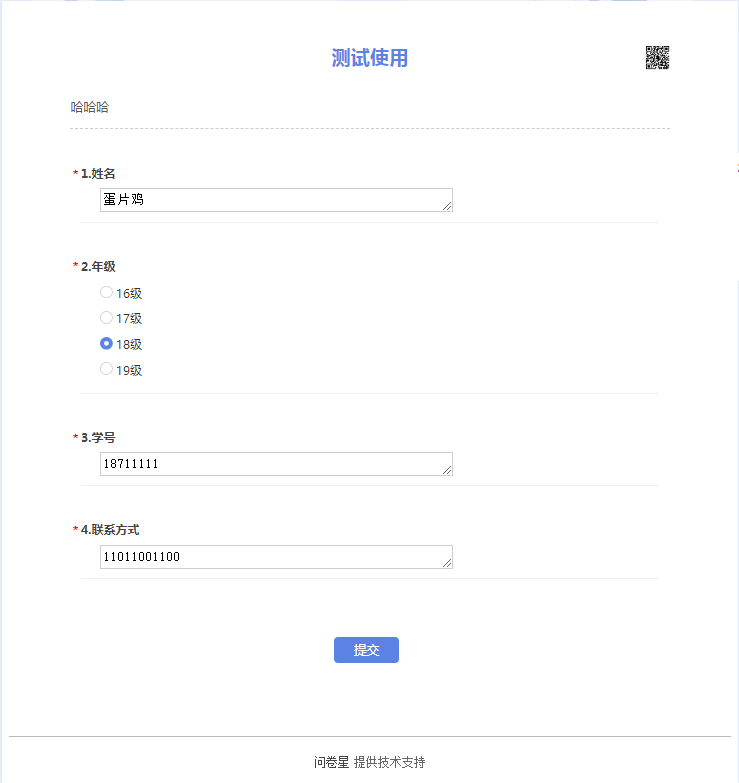 测试使用
哈哈哈
*1.姓名
蛋片鸡
*2.年级
16级
17级
18级
19级
*3.学号
18711111
*4.联系方式
11011001100
提交
问卷星 提供技术支持